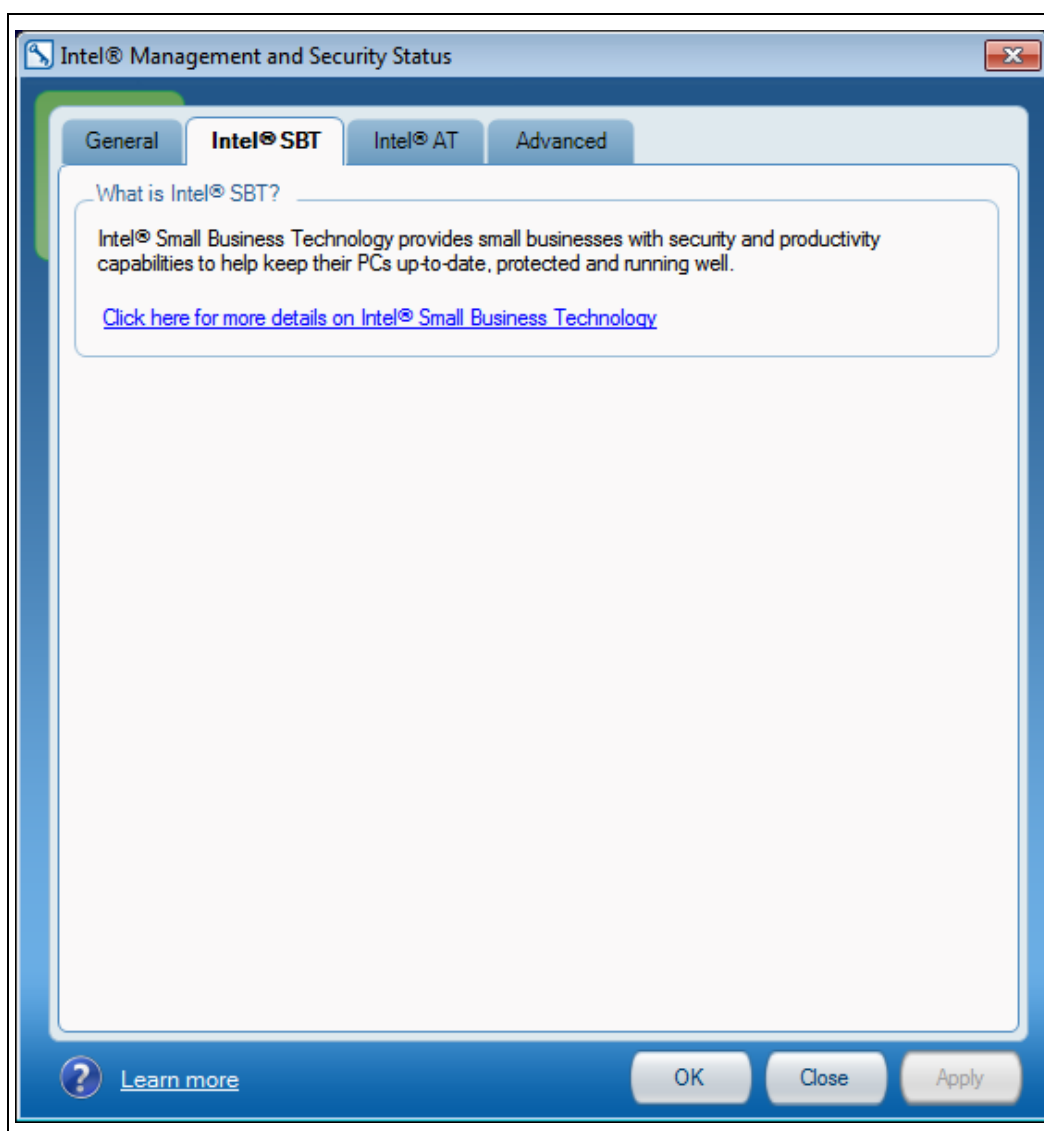 Intel® Management and Security Status
General
Intel® SBT
Intel® AT
Advanced
What is Intel® SBT?
Intel® Small Business Technology provides small businesses with security and productivity
capabilities to help keep their PCs up-to-date, protected and running well.
Click here for more details on Intel® Small Business Technology
Learn more
OK
Close
Apply